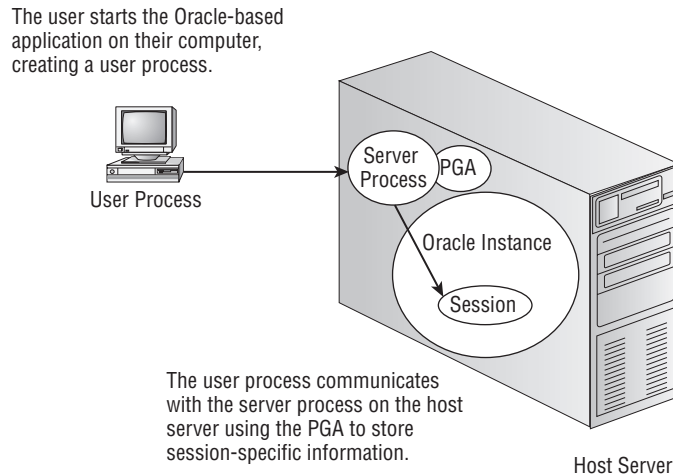 The user starts the Oracle-based
application on their computer,
creating a user process.
User Process
Server
Process
PGA
Oracle Instance
Session
The user process communicates
with the server process on the host
server using the PGA to store
session-specific information.
Host Server